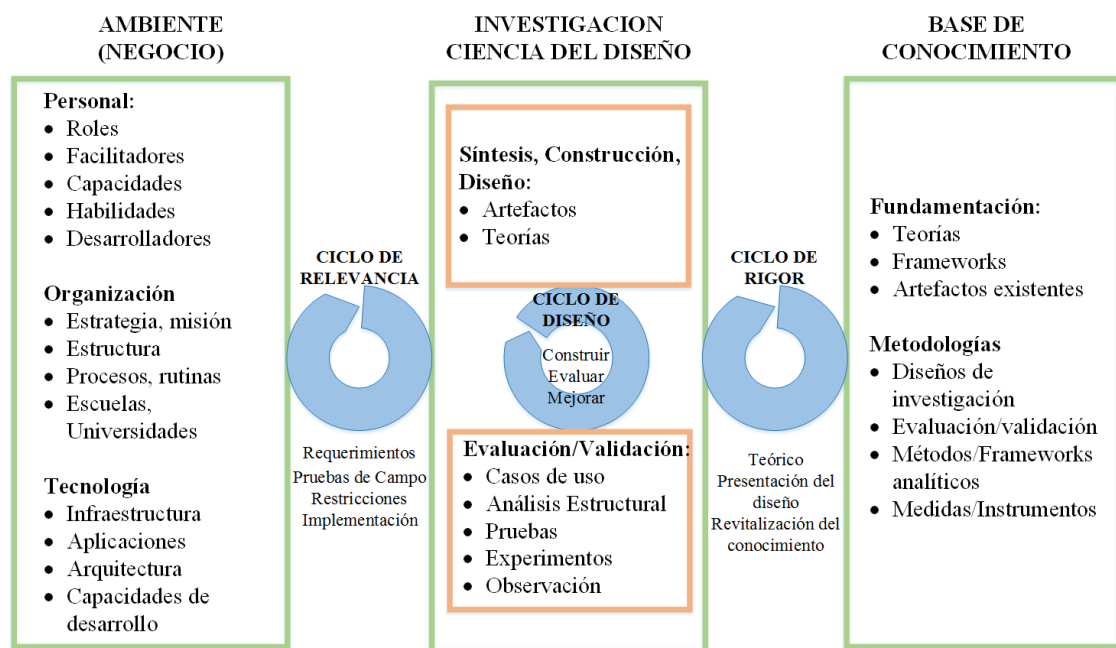 AMBIENTE
(NEGOCIO)
Personal:
• Roles
• Facilitadores
• Capacidades
• Habilidades
• Desarrolladores
Organización
• Estrategia, misión
• Estructura
• Procesos, rutinas
• Escuelas,
Universidades
Tecnología
• Infraestructura
• Aplicaciones
• Arquitectura
• Capacidades de
desarrollo
CICLO DE
RELEVANCIA
Requerimientos
Pruebas de Campo
Restricciones
Implementación
INVESTIGACION
CIENCIA DEL DISEÑO
Síntesis, Construcción,
Diseño:
• Artefactos
• Teorías
CICLO DE
DISEÑO
Construir
Evaluar
Mejorar
Evaluación/Validación:
• Casos de uso
• Análisis Estructural
• Pruebas
• Experimentos
• Observación
CICLO DE
RIGOR
Teórico
Presentación del
diseño
Revitalización del
conocimiento
BASE DE
CONOCIMIENTO
Fundamentación:
• Teorías
• Frameworks
• Artefactos existentes
Metodologías
• Diseños de
investigación
• Evaluación/validación
• Métodos/Frameworks
analíticos
• Medidas/Instrumentos